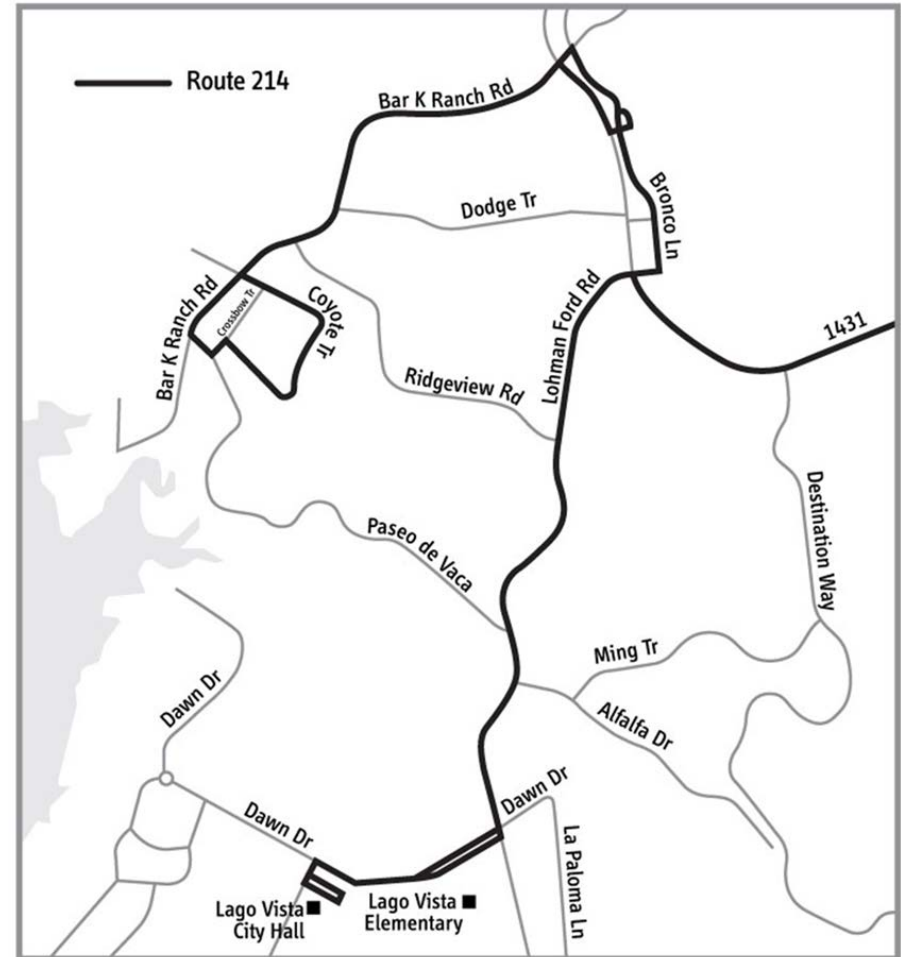 Route 214
Bar K Ranch Rd
Bronco Ln
Dodge Tr
Bar K Ranch Rd
Crossbow Tr
Coyote Tr
Lohman Ford Rd
1431
Ridgeview Rd
Destination Way
Paseo de Vaca
Ming Tr
Dawn Dr
Alfalfa Dr
Dawn Dr
Dawn Dr
La Paloma Ln
Lago Vista
City Hall
Lago Vista
Elementary